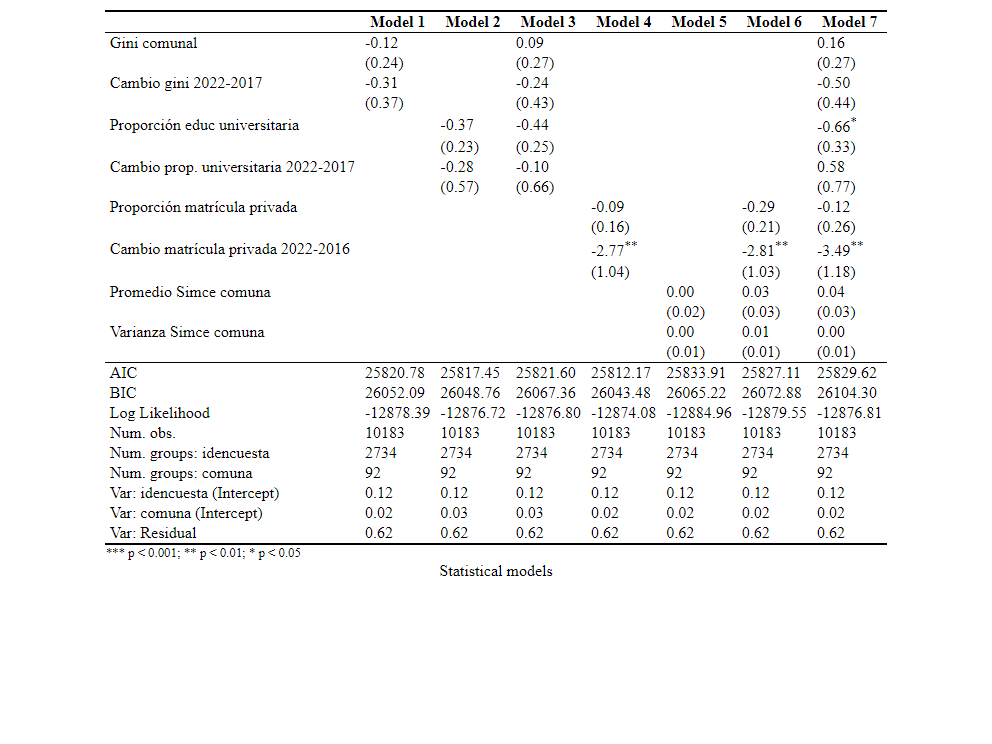 Model 1 Model 2 Model 3 Model 4 Model 5 Model 6 Model 7
Gini comunal -0.12 0.09 0.16
(0.24) (0.27) (0.27)
Cambio gini 2022-2017 -0.31 -0.24 -0.50
(0.37) (0.43) (0.44)
Proporción educ universitaria -0.37 -0.44 -0.66*
(0.23) (0.25) (0.33)
Cambio prop. universitaria 2022-2017 -0.28 -0.10 0.58
(0.57) (0.66) (0.77)
Proporción matrícula privada -0.09 -0.29 -0.12
(0.16) (0.21) (0.26)
Cambio matrícula privada 2022-2016 -2.77** -2.81** -3.49**
(1.04) (1.03) (1.18)
Promedio Simce comuna 0.00 0.03 0.04
(0.02) (0.03) (0.03)
Varianza Simce comuna 0.00 0.01 0.00
(0.01) (0.01) (0.01)
AIC 25820.78 25817.45 25821.60 25812.17 25833.91 25827.11 25829.62
BIC 26052.09 26048.76 26067.36 26043.48 26065.22 26072.88 26104.30
Log Likelihood -12878.39 -12876.72 -12876.80 -12874.08 -12884.96 -12879.55 -12876.81
Num. obs. 10183 10183 10183 10183 10183 10183 10183
Num. groups: idencuesta 2734 2734 2734 2734 2734 2734 2734
Num. groups: comuna 92 92 92 92 92 92 92
Var: idencuesta (Intercept) 0.12 0.12 0.12 0.12 0.12 0.12 0.12
Var: comuna (Intercept) 0.02 0.03 0.03 0.02 0.02 0.02 0.02
Var: Residual 0.62 0.62 0.62 0.62 0.62 0.62 0.62
*** p < 0.001; ** p < 0.01; * p < 0.05
Statistical models